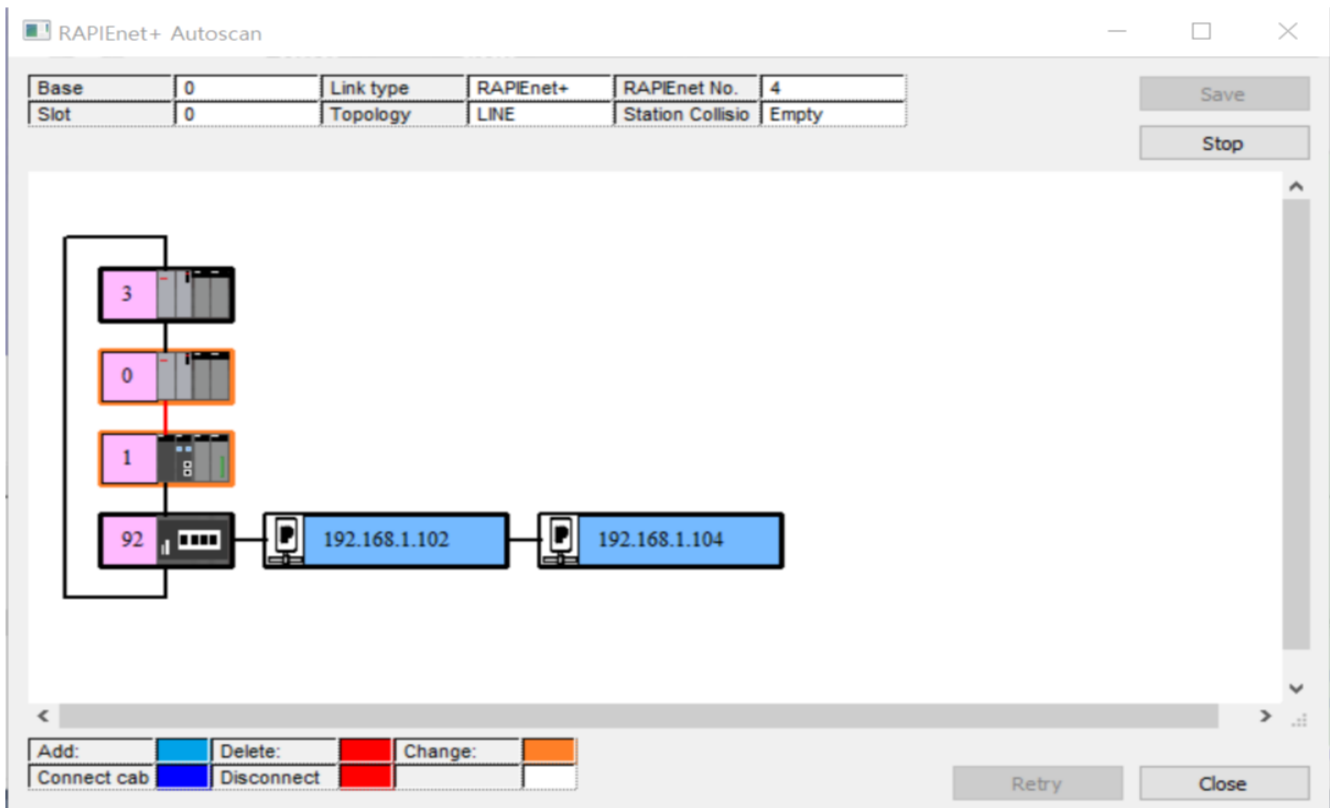 RAPIEnet+ Autoscan
Base 0 Link type RAPIEnet+ RAPIEnet No. 4
Slot 0 Topology LINE Station Collisio Empty
Save
Stop
3
0
1
92 P 192.168.1.102 P 192.168.1.104
Add: Delete: Change:
Connect cab Disconnect
Retry Close